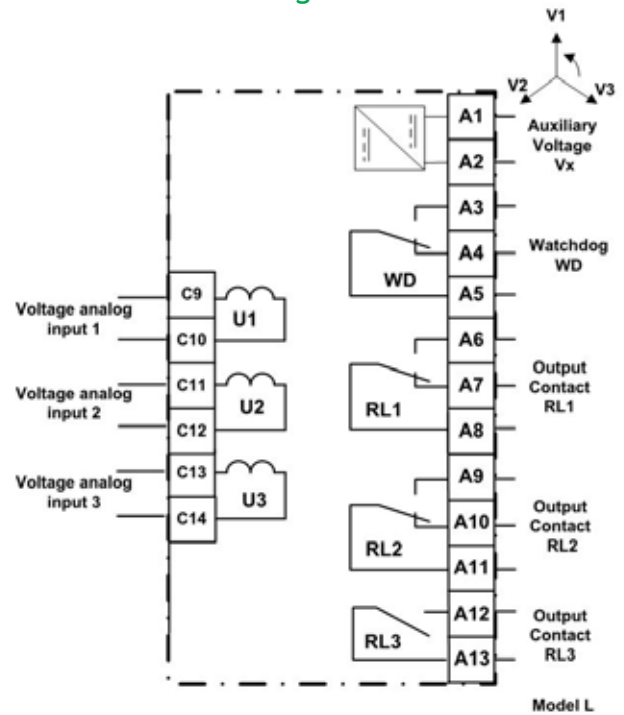 V1
V2
V3
A1
Auxiliary
Voltage
Vx
A2
A3
A4
Watchdog
WD
WD
A5
C9
U1
Voltage analog
input 1
C10
A6
C11
U2
Voltage analog
input 2
C12
A7
Output
Contact
RL1
RL1
A8
C13
U3
Voltage analog
input 3
C14
A9
A10
Output
Contact
RL2
RL2
A11
A12
Output
Contact
RL3
RL3
A13
Model L